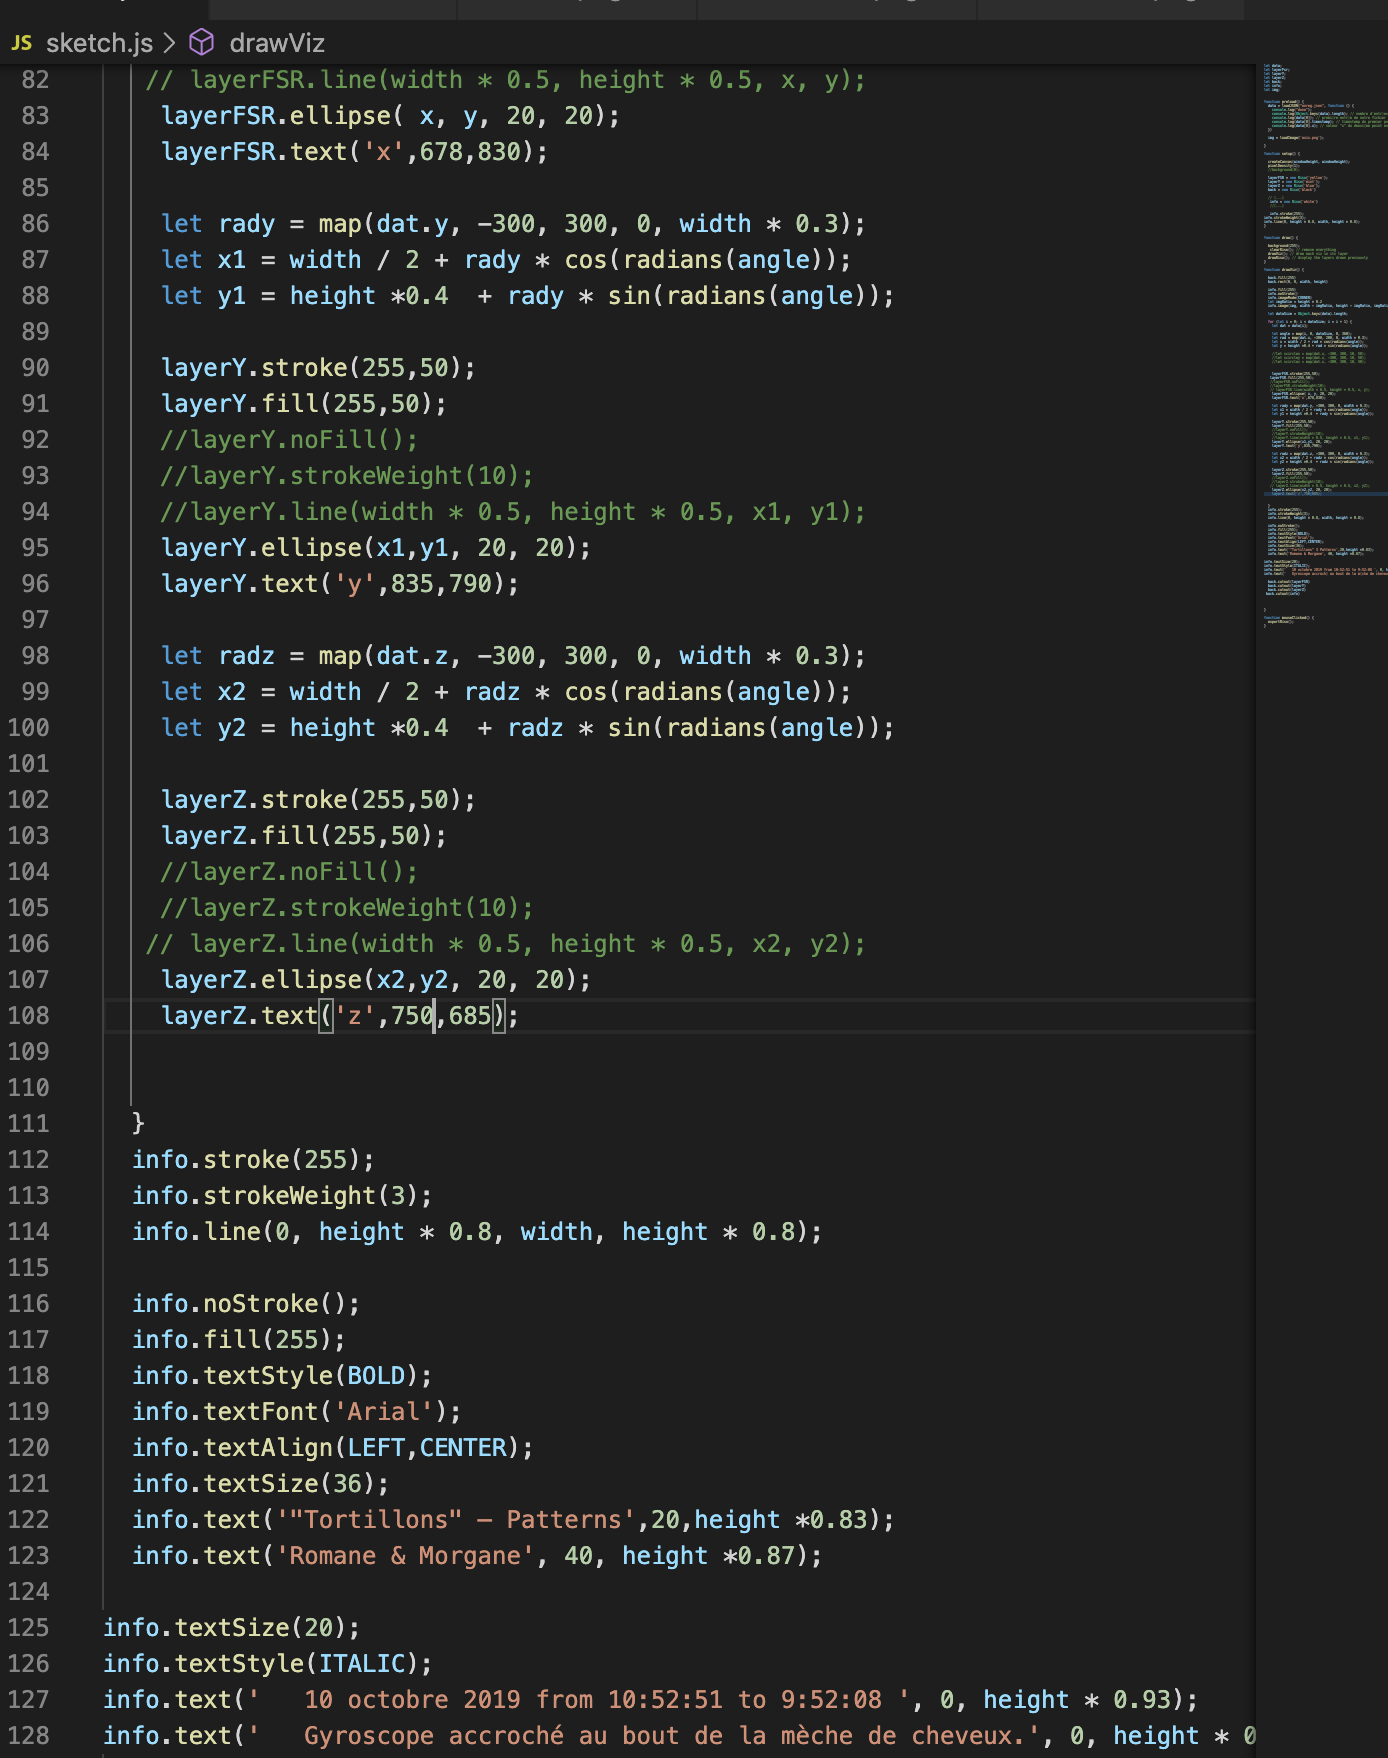 JS sketch.js > drawViz
82 // layerFSR.line(width * 0.5, height * 0.5, x, y);
83 layerFSR.ellipse( x, y, 20, 20);
84 layerFSR.text('x',678,830);
85
86 let rady = map(dat.y, -300, 300, 0, width * 0.3);
87 let x1 = width / 2 + rady * cos(radians(angle));
88 let y1 = height *0.4  + rady * sin(radians(angle));
89
90 layerY.stroke(255,50);
91 layerY.fill(255,50);
92 //layerY.noFill();
93 //layerY.strokeWeight(10);
94 //layerY.line(width * 0.5, height * 0.5, x1, y1);
95 layerY.ellipse(x1,y1, 20, 20);
96 layerY.text('y',835,790);
97
98 let radz = map(dat.z, -300, 300, 0, width * 0.3);
99 let x2 = width / 2 + radz * cos(radians(angle));
100 let y2 = height *0.4  + radz * sin(radians(angle));
101
102 layerZ.stroke(255,50);
103 layerZ.fill(255,50);
104 //layerZ.noFill();
105 //layerZ.strokeWeight(10);
106 // layerZ.line(width * 0.5, height * 0.5, x2, y2);
107 layerZ.ellipse(x2,y2, 20, 20);
108 layerZ.text('z',750,685);
109
110
111 }
112 info.stroke(255);
113 info.strokeWeight(3);
114 info.line(0, height * 0.8, width, height * 0.8);
115
116 info.noStroke();
117 info.fill(255);
118 info.textStyle(BOLD);
119 info.textFont('Arial');
120 info.textAlign(LEFT,CENTER);
121 info.textSize(36);
122 info.text('"Tortillons" – Patterns',20,height *0.83);
123 info.text('Romane & Morgane', 40, height *0.87);
124
125 info.textSize(20);
126 info.textStyle(ITALIC);
127 info.text('   10 octobre 2019 from 10:52:51 to 9:52:08 ', 0, height * 0.93);
128 info.text('   Gyroscope accroché au bout de la mèche de cheveux.', 0, height * 0